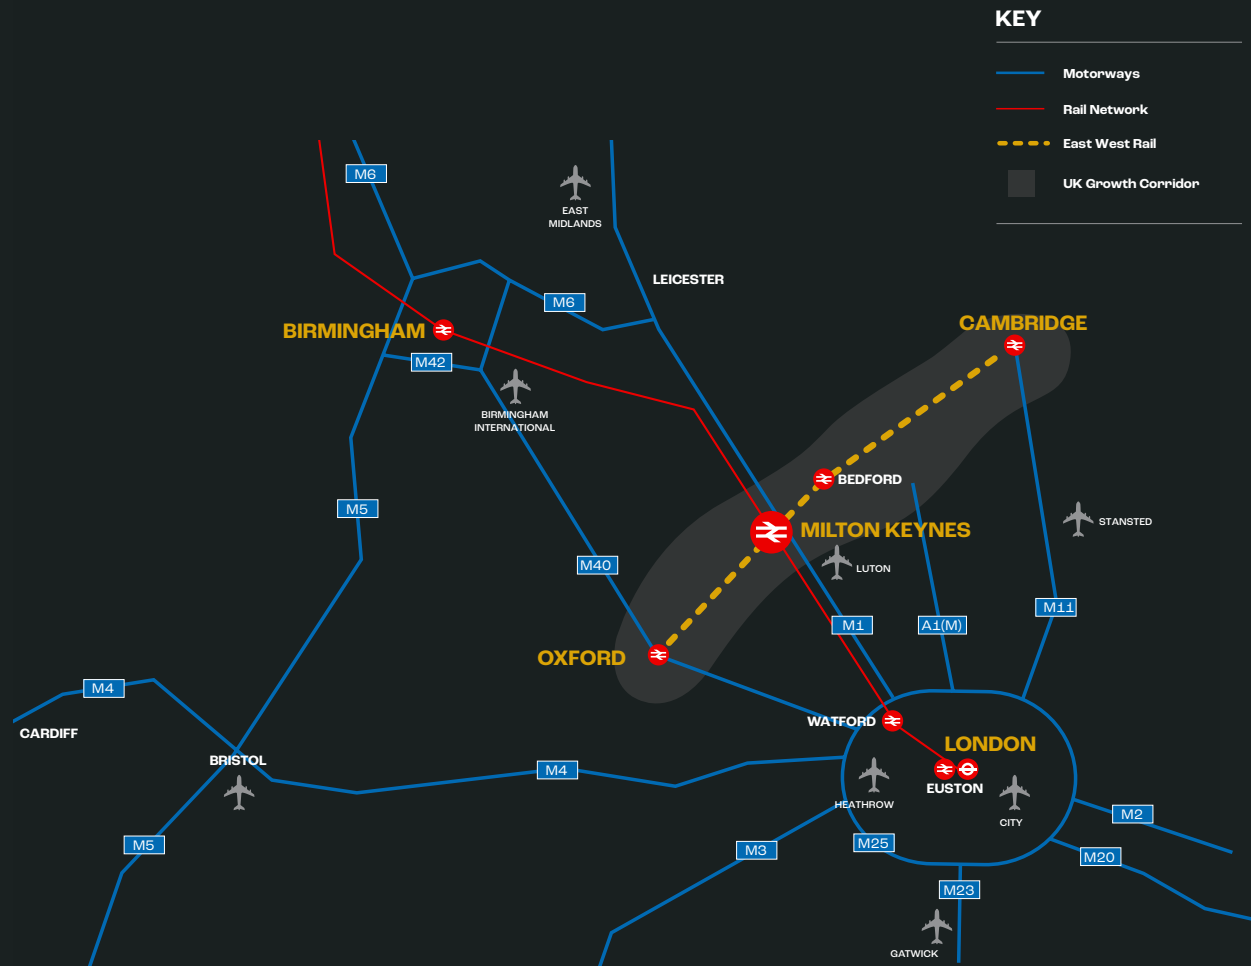 KEY
Motorways
Rail Network
East West Rail
UK Growth Corridor
M6
EAST
MIDLANDS
LEICESTER
M6
BIRMINGHAM
CAMBRIDGE
M42
BIRMINGHAM
INTERNATIONAL
BEDFORD
M5
STANSTED
MILTON KEYNES
M40
LUTON
M11
M1
A1(M)
OXFORD
M4
CARDIFF
WATFORD
LONDON
BRISTOL
M4
EUSTON
HEATHROW
CITY
M2
M5
M3
M25
M20
M23
GATWICK